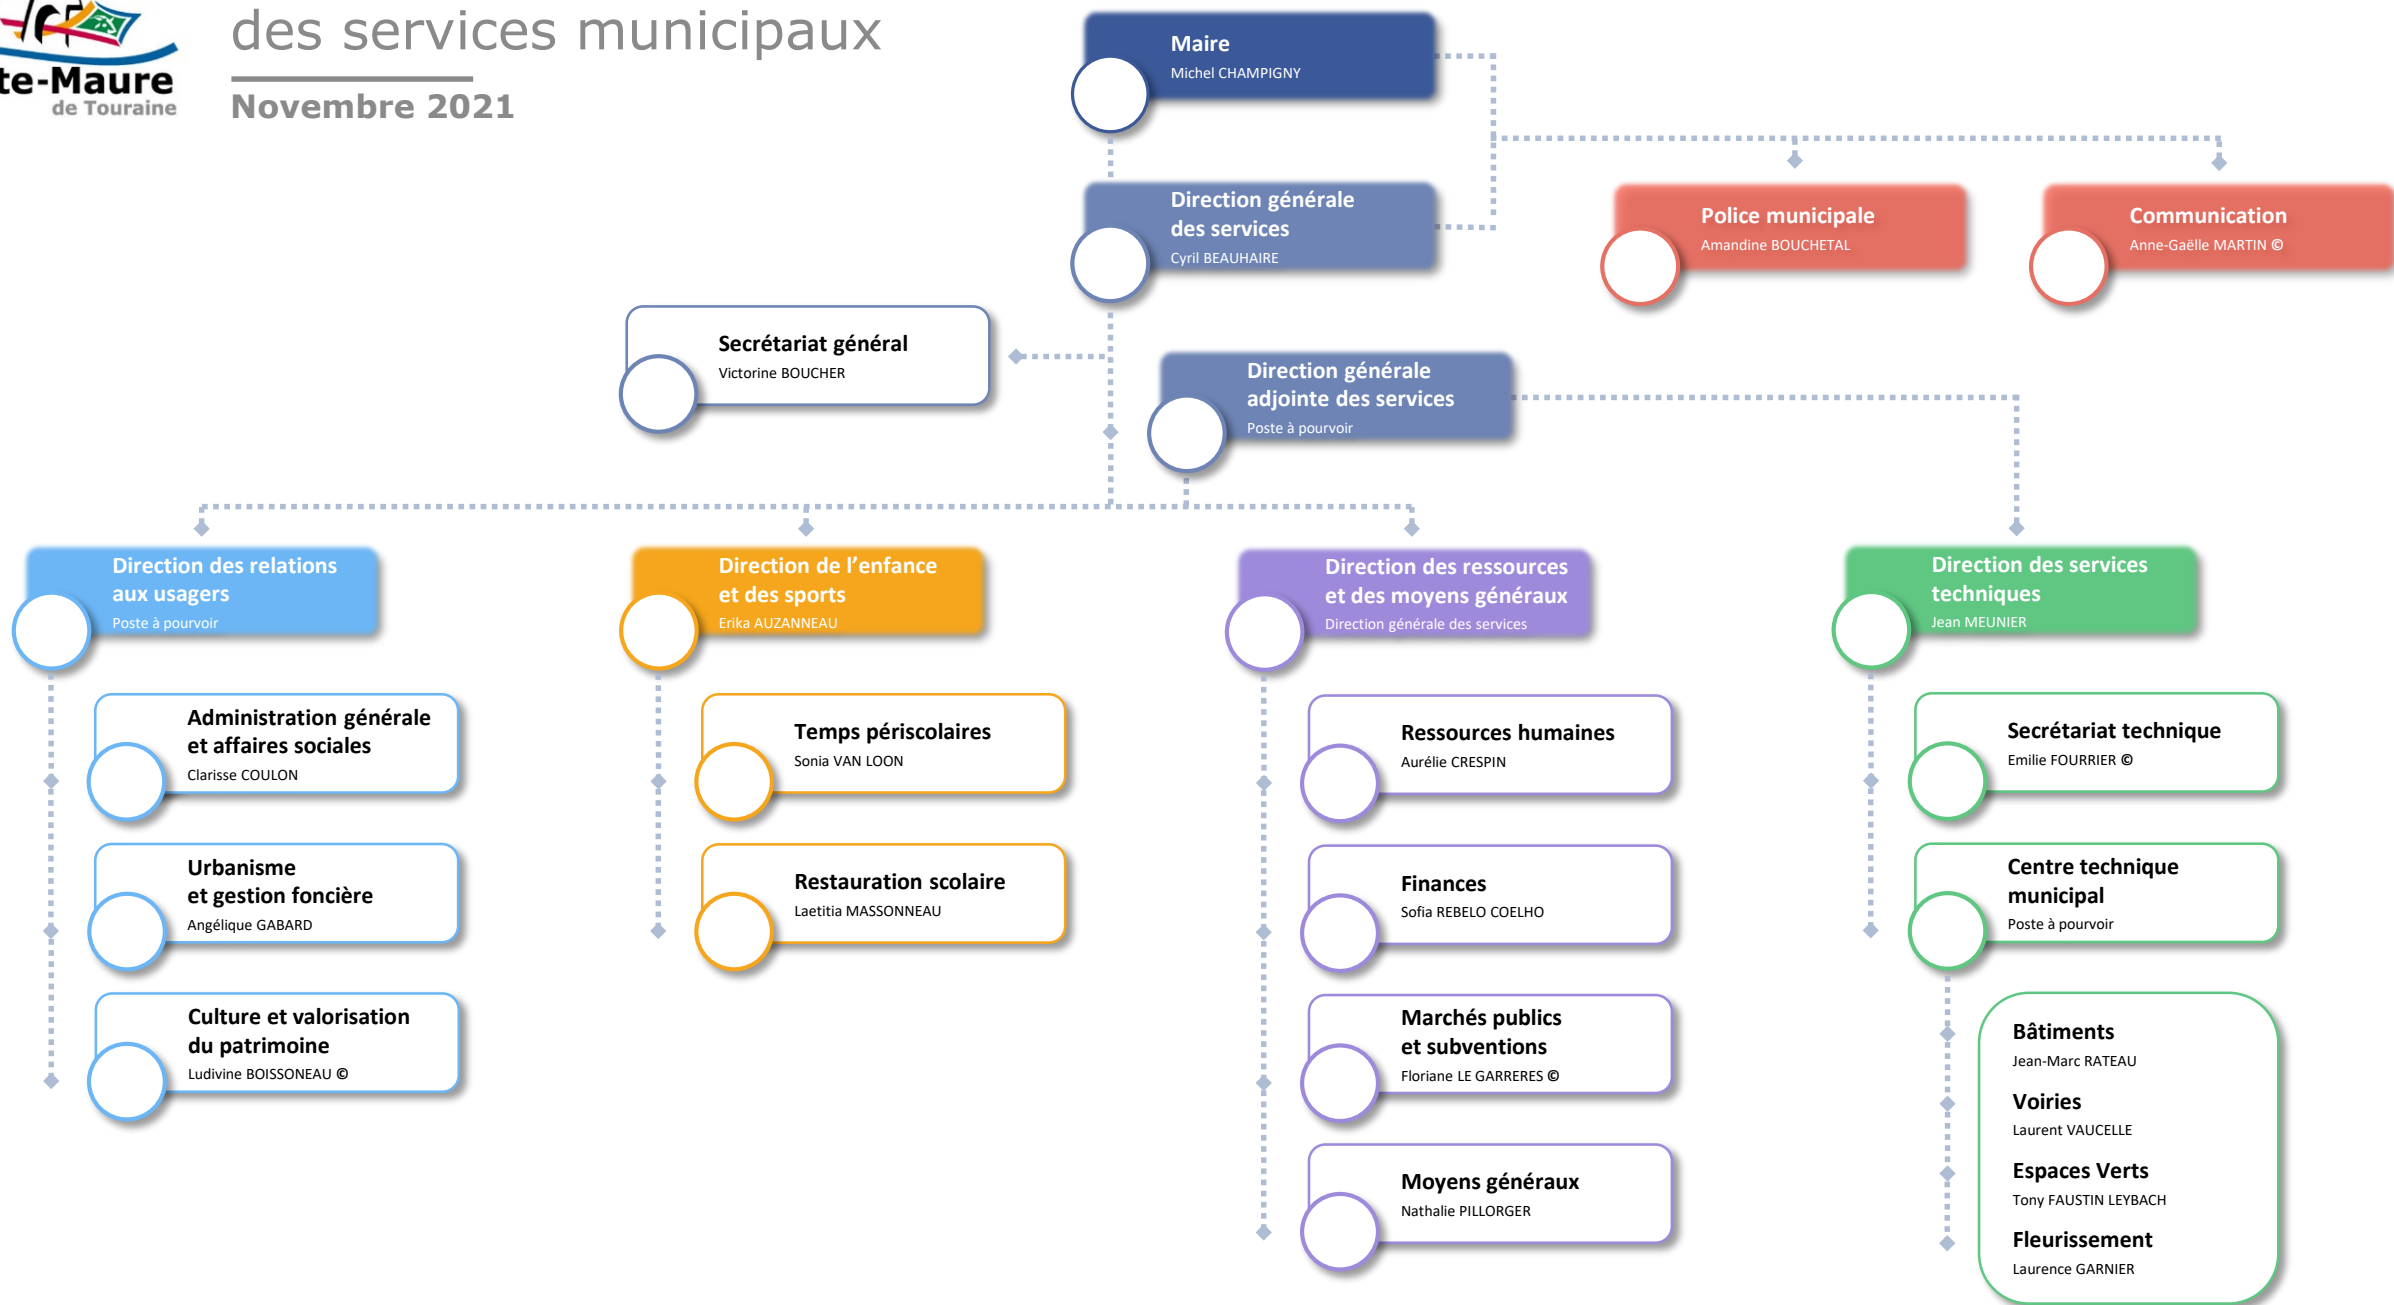 te-Maure
de Touraine
des services municipaux
Novembre 2021
Maire
Michel CHAMPIGNY
Direction générale
des services
Cyril BEAUHAIRE
Police municipale
Amandine BOUCHETAL
Communication
Anne-Gaëlle MARTIN ©
Secrétariat général
Victorine BOUCHER
Direction générale
adjointe des services
Poste à pourvoir
Direction des relations
aux usagers
Poste à pourvoir
Administration générale
et affaires sociales
Clarisse COULON
Urbanisme
et gestion foncière
Angélique GABARD
Culture et valorisation
du patrimoine
Ludivine BOISSONEAU ©
Direction de l’enfance
et des sports
Erika AUZANNEAU
Temps périscolaires
Sonia VAN LOON
Restauration scolaire
Laetitia MASSONNEAU
Direction des ressources
et des moyens généraux
Direction générale des services
Ressources humaines
Aurélie CRESPIN
Finances
Sofia REBELO COELHO
Marchés publics
et subventions
Floriane LE GARRERES ©
Moyens généraux
Nathalie PILLORGER
Direction des services
techniques
Jean MEUNIER
Secrétariat technique
Emilie FOURRIER ©
Centre technique
municipal
Poste à pourvoir
Bâtiments
Jean-Marc RATEAU
Voiries
Laurent VAUCELLE
Espaces Verts
Tony FAUSTIN LEYBACH
Fleurissement
Laurence GARNIER